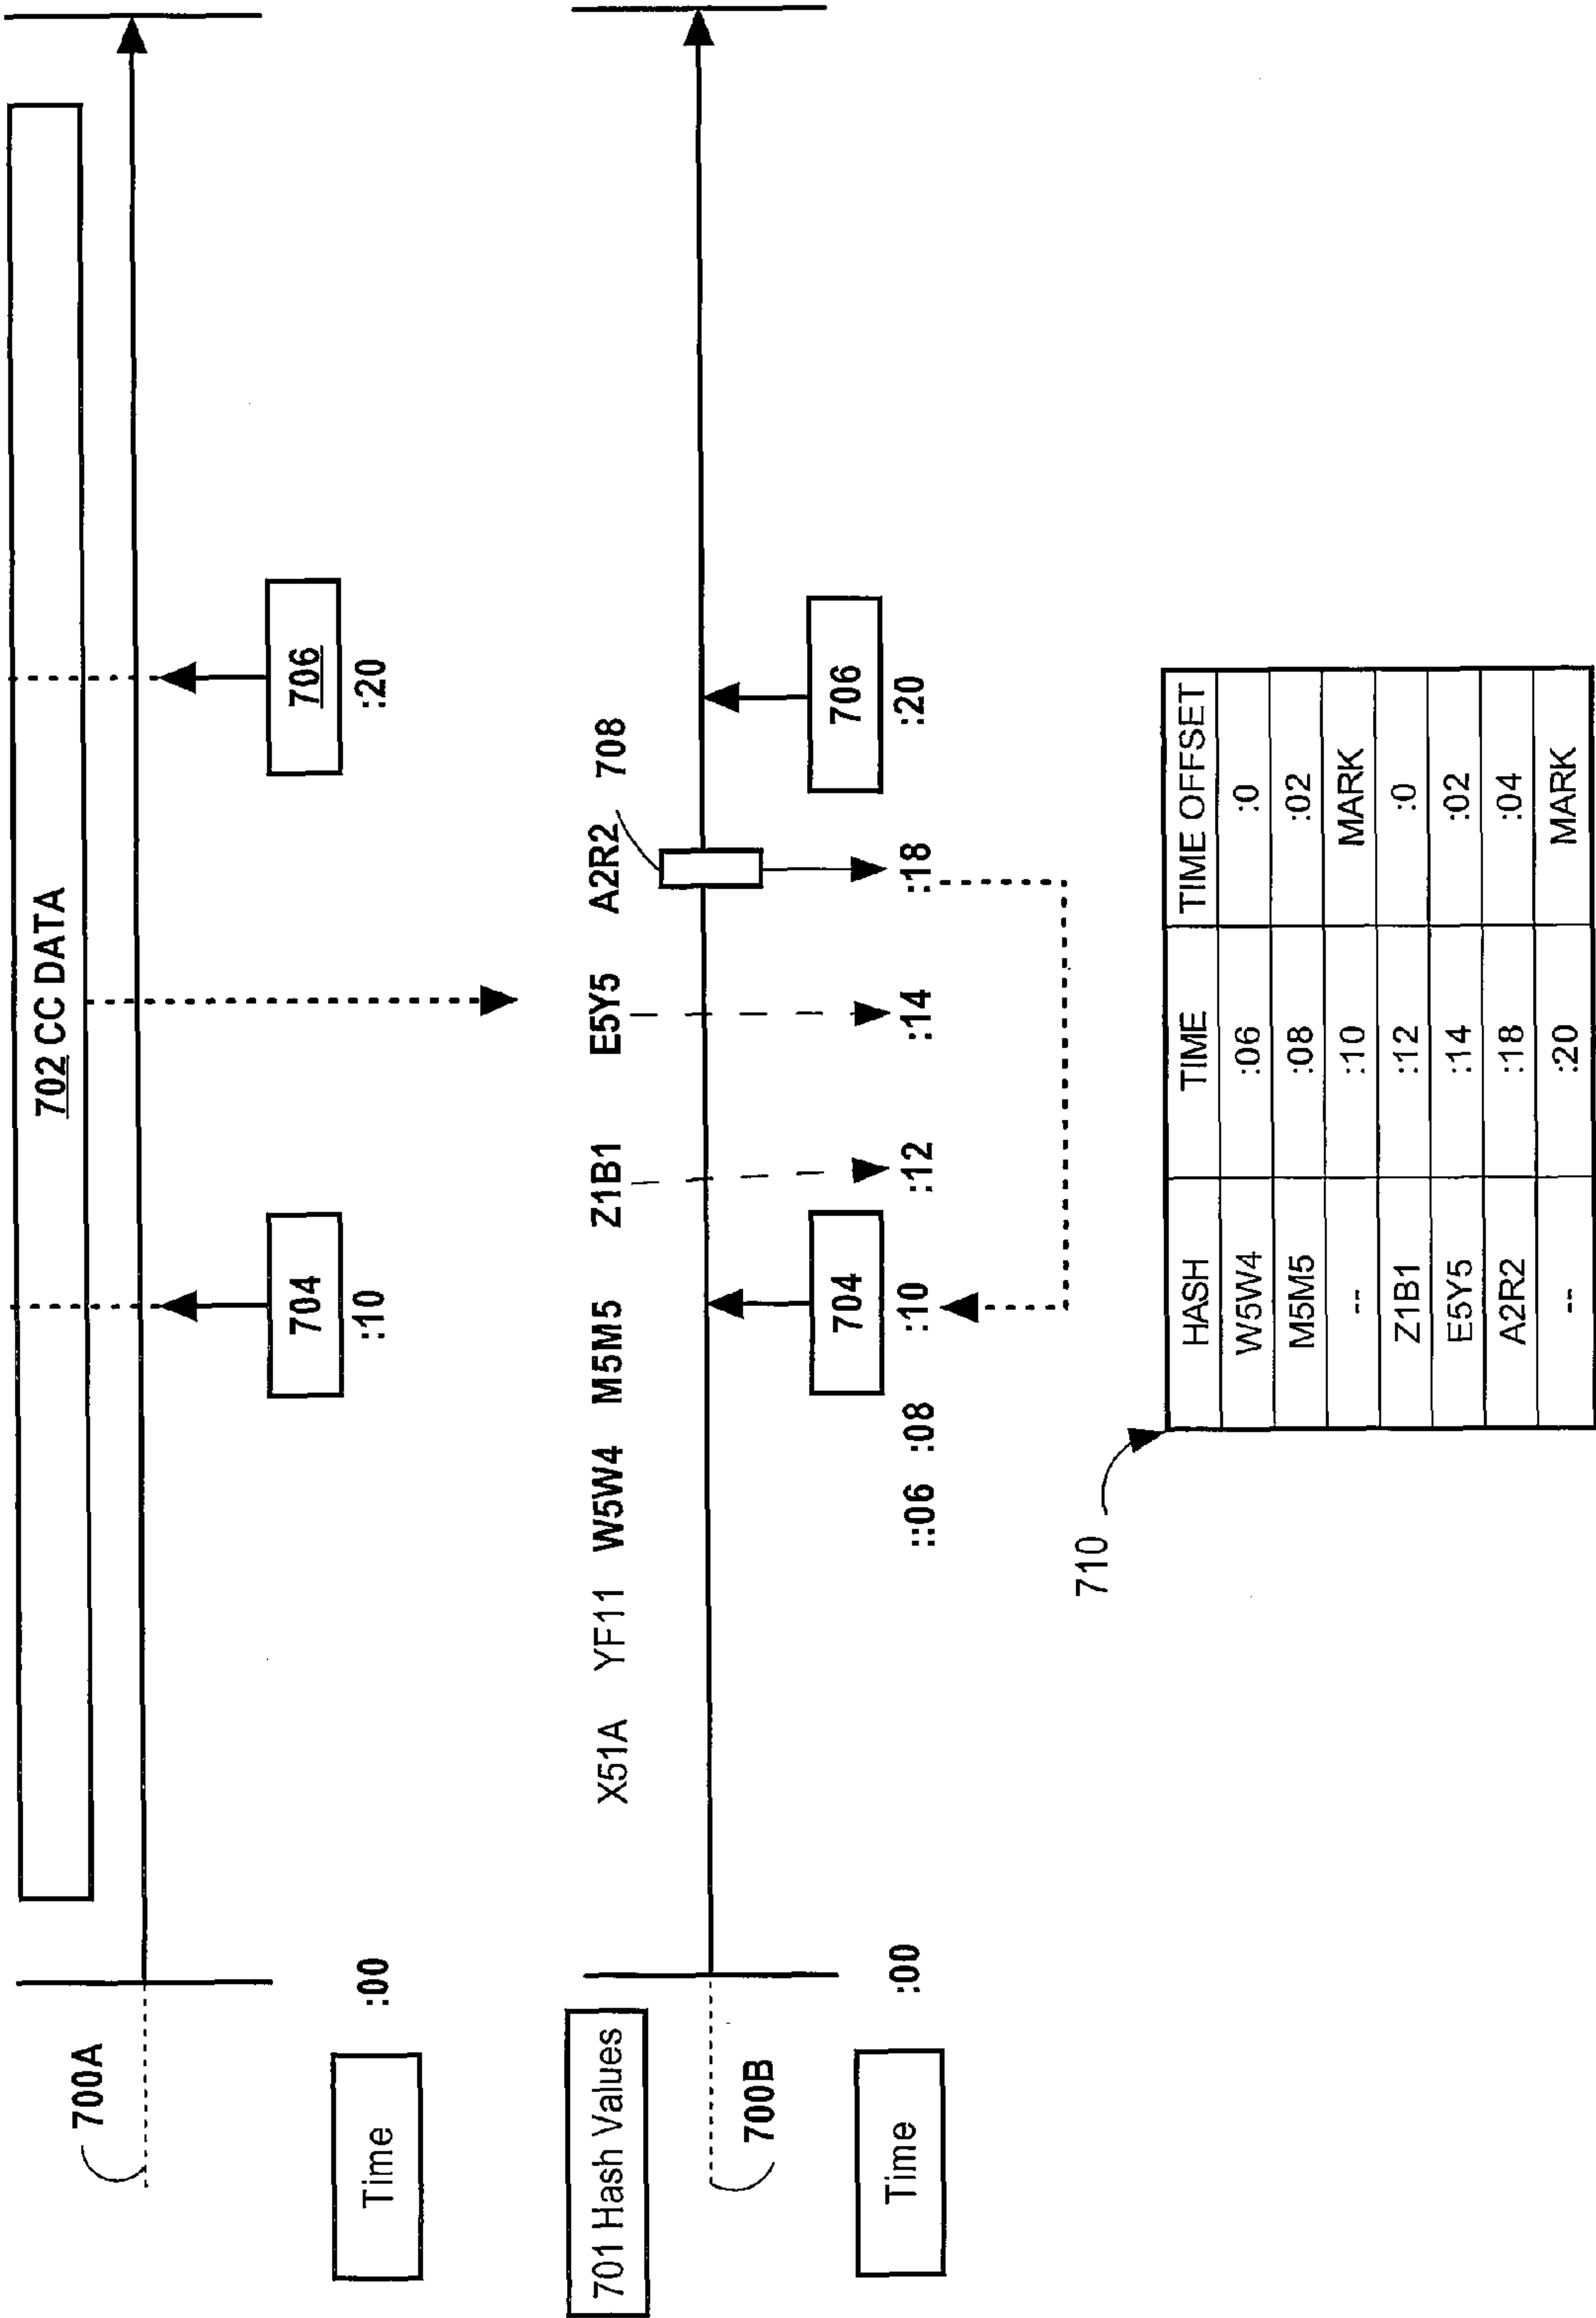 702 CC DATA
700A
704
706
Time
:00
:10
:20
701 Hash Values
X51A YF11 W5W4 M5M5 Z1B1 E5Y5 A2R2 708
700B
704
706
Time
:00
::06 :08 :10 :12 :14 :18 :20
710
HASH TIME TIME OFFSET
W5W4 :06 :0
M5M5 :08 :02
-- :10 MARK
Z1B1 :12 :0
E5Y5 :14 :02
A2R2 :18 :04
-- :20 MARK